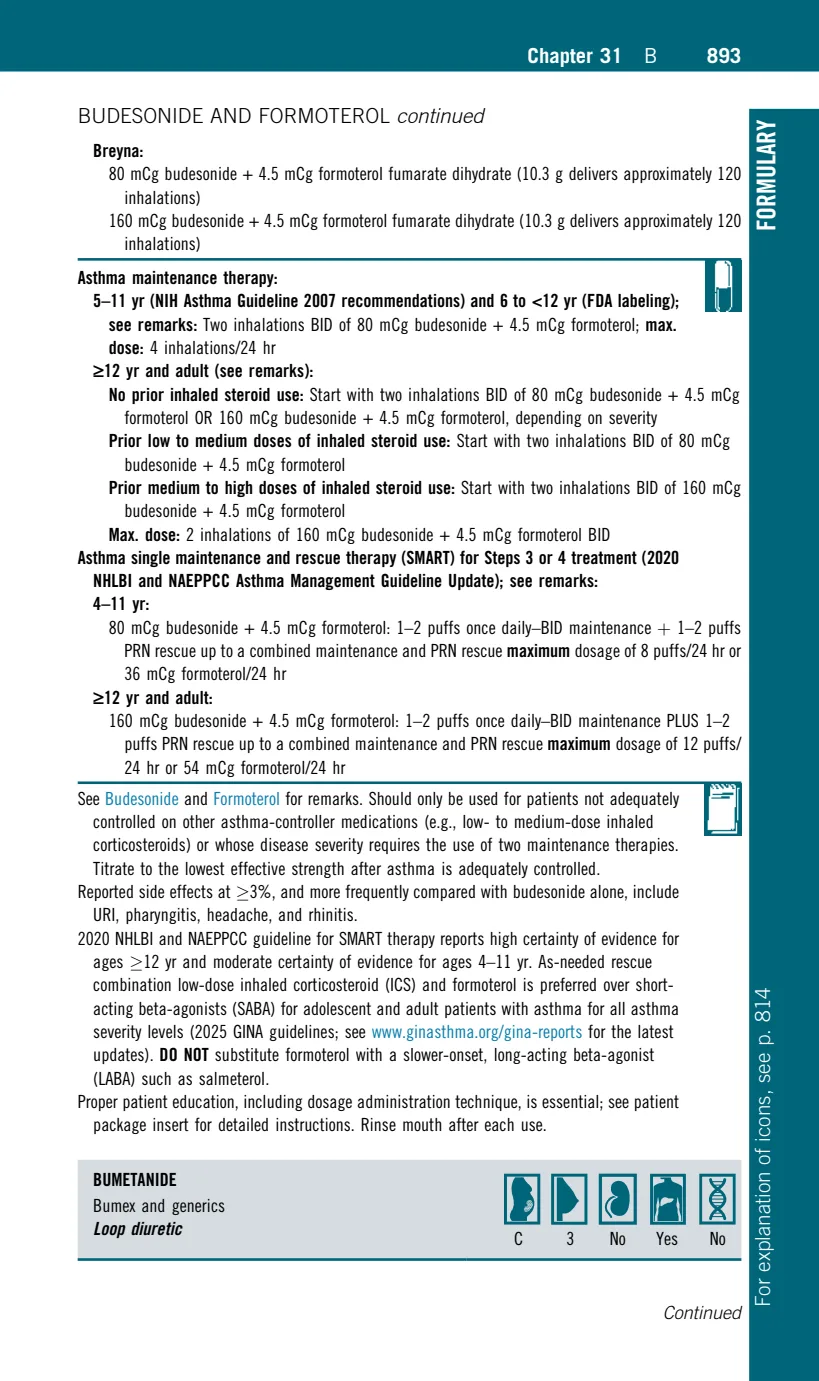 Chapter 31 B 893
BUDESONIDE AND FORMOTEROL continued
Breyna:
80 mCg budesonide + 4.5 mCg formoterol fumarate dihydrate (10.3 g delivers approximately 120
inhalations)
160 mCg budesonide + 4.5 mCg formoterol fumarate dihydrate (10.3 g delivers approximately 120
inhalations)
Asthma maintenance therapy:
5–11 yr (NIH Asthma Guideline 2007 recommendations) and 6 to <12 yr (FDA labeling);
see remarks: Two inhalations BID of 80 mCg budesonide + 4.5 mCg formoterol; max.
dose: 4 inhalations/24 hr
≥12 yr and adult (see remarks):
No prior inhaled steroid use: Start with two inhalations BID of 80 mCg budesonide + 4.5 mCg
formoterol OR 160 mCg budesonide + 4.5 mCg formoterol, depending on severity
Prior low to medium doses of inhaled steroid use: Start with two inhalations BID of 80 mCg
budesonide + 4.5 mCg formoterol
Prior medium to high doses of inhaled steroid use: Start with two inhalations BID of 160 mCg
budesonide + 4.5 mCg formoterol
Max. dose: 2 inhalations of 160 mCg budesonide + 4.5 mCg formoterol BID
Asthma single maintenance and rescue therapy (SMART) for Steps 3 or 4 treatment (2020
NHLBI and NAEPPCC Asthma Management Guideline Update); see remarks:
4–11 yr:
80 mCg budesonide + 4.5 mCg formoterol: 1–2 puffs once daily–BID maintenance + 1–2 puffs
PRN rescue up to a combined maintenance and PRN rescue maximum dosage of 8 puffs/24 hr or
36 mCg formoterol/24 hr
≥12 yr and adult:
160 mCg budesonide + 4.5 mCg formoterol: 1–2 puffs once daily–BID maintenance PLUS 1–2
puffs PRN rescue up to a combined maintenance and PRN rescue maximum dosage of 12 puffs/
24 hr or 54 mCg formoterol/24 hr
See Budesonide and Formoterol for remarks. Should only be used for patients not adequately
controlled on other asthma-controller medications (e.g., low- to medium-dose inhaled
corticosteroids) or whose disease severity requires the use of two maintenance therapies.
Titrate to the lowest effective strength after asthma is adequately controlled.
Reported side effects at ≥3%, and more frequently compared with budesonide alone, include
URI, pharyngitis, headache, and rhinitis.
2020 NHLBI and NAEPPCC guideline for SMART therapy reports high certainty of evidence for
ages ≥12 yr and moderate certainty of evidence for ages 4–11 yr. As-needed rescue
combination low-dose inhaled corticosteroid (ICS) and formoterol is preferred over short-
acting beta-agonists (SABA) for adolescent and adult patients with asthma for all asthma
severity levels (2025 GINA guidelines; see www.ginasthma.org/gina-reports for the latest
updates). DO NOT substitute formoterol with a slower-onset, long-acting beta-agonist
(LABA) such as salmeterol.
Proper patient education, including dosage administration technique, is essential; see patient
package insert for detailed instructions. Rinse mouth after each use.
BUMETANIDE
Bumex and generics
Loop diuretic
C 3 No Yes No
Continued
FORMULARY
For explanation of icons, see p. 814